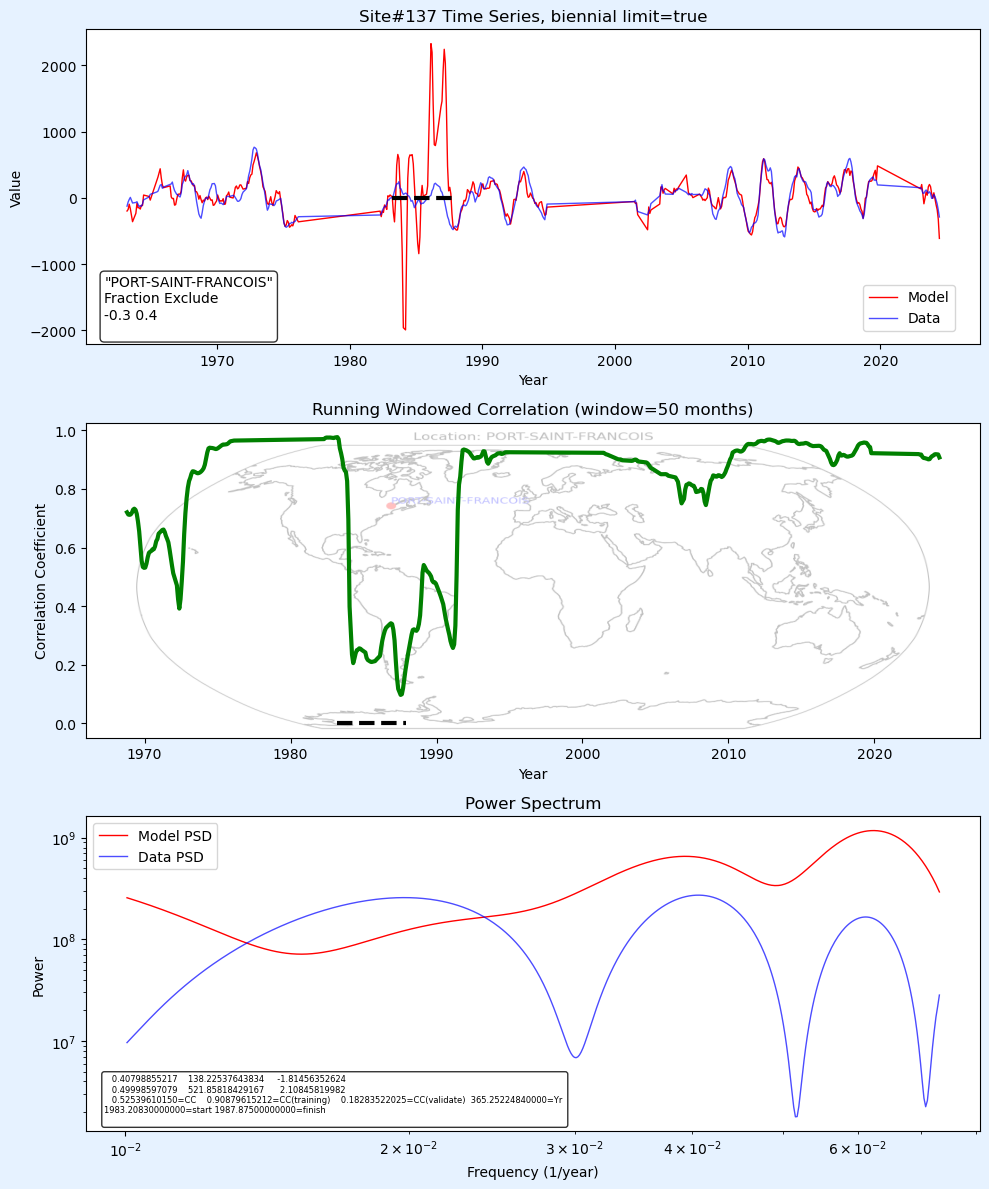 Site#137 Time Series, biennial limit=true
Value
2000
1000
0
−1000
−2000
"PORT-SAINT-FRANCOIS"
Fraction Exclude
-0.3 0.4
Model
Data
1970
1980
1990
2000
2010
2020
Year
Running Windowed Correlation (window=50 months)
Location: PORT-SAINT-FRANCOIS
PORT-SAINT-FRANCOIS
Correlation Coefficient
1.0
0.8
0.6
0.4
0.2
0.0
1970
1980
1990
2000
2010
2020
Year
Power Spectrum
Model PSD
Data PSD
Power
10⁹
10⁸
10⁷
0.40798855217 138.22537643834 -1.81456352624
0.49998597079 521.85818429167 2.10845819982
0.52539610150=CC 0.90879615212=CC(training) 0.18283522025=CC(validate) 365.25224840000=Yr
1983.20830000000=start 1987.87500000000=finish
10⁻²
2 × 10⁻²
3 × 10⁻²
4 × 10⁻²
6 × 10⁻²
Frequency (1/year)